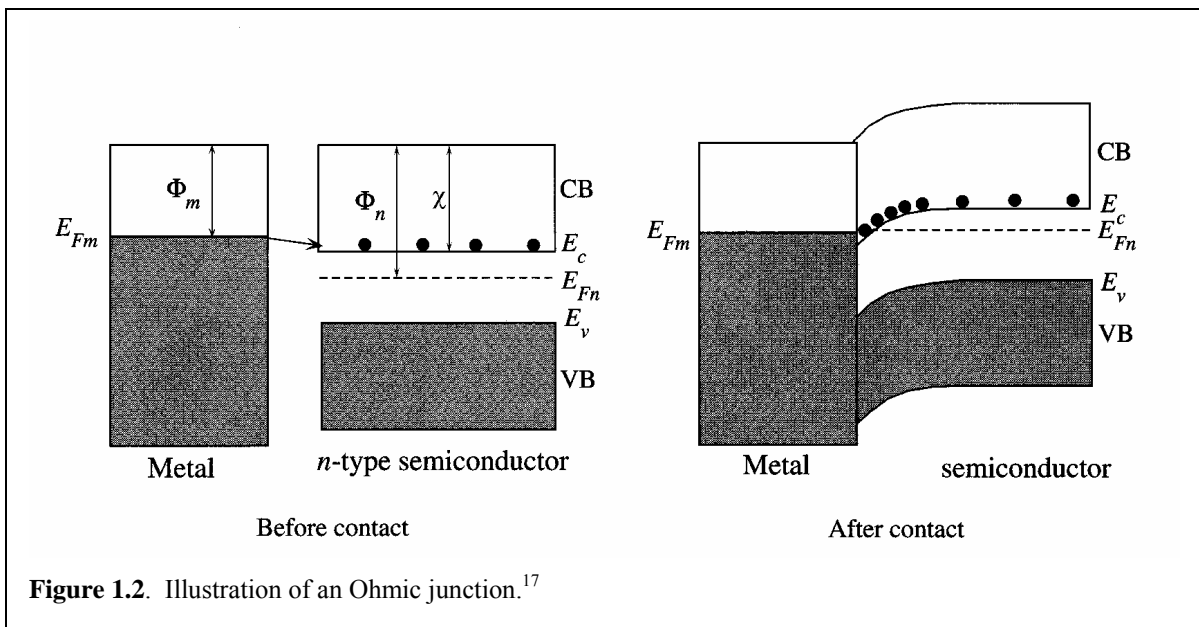 Φm
EFm
Φn
χ
CB
Ec
EFn
Ev
VB
Metal
n-type semiconductor
Before contact
CB
EFm
Ec
EFn
Ev
VB
Metal
semiconductor
After contact
Figure 1.2. Illustration of an Ohmic junction.17